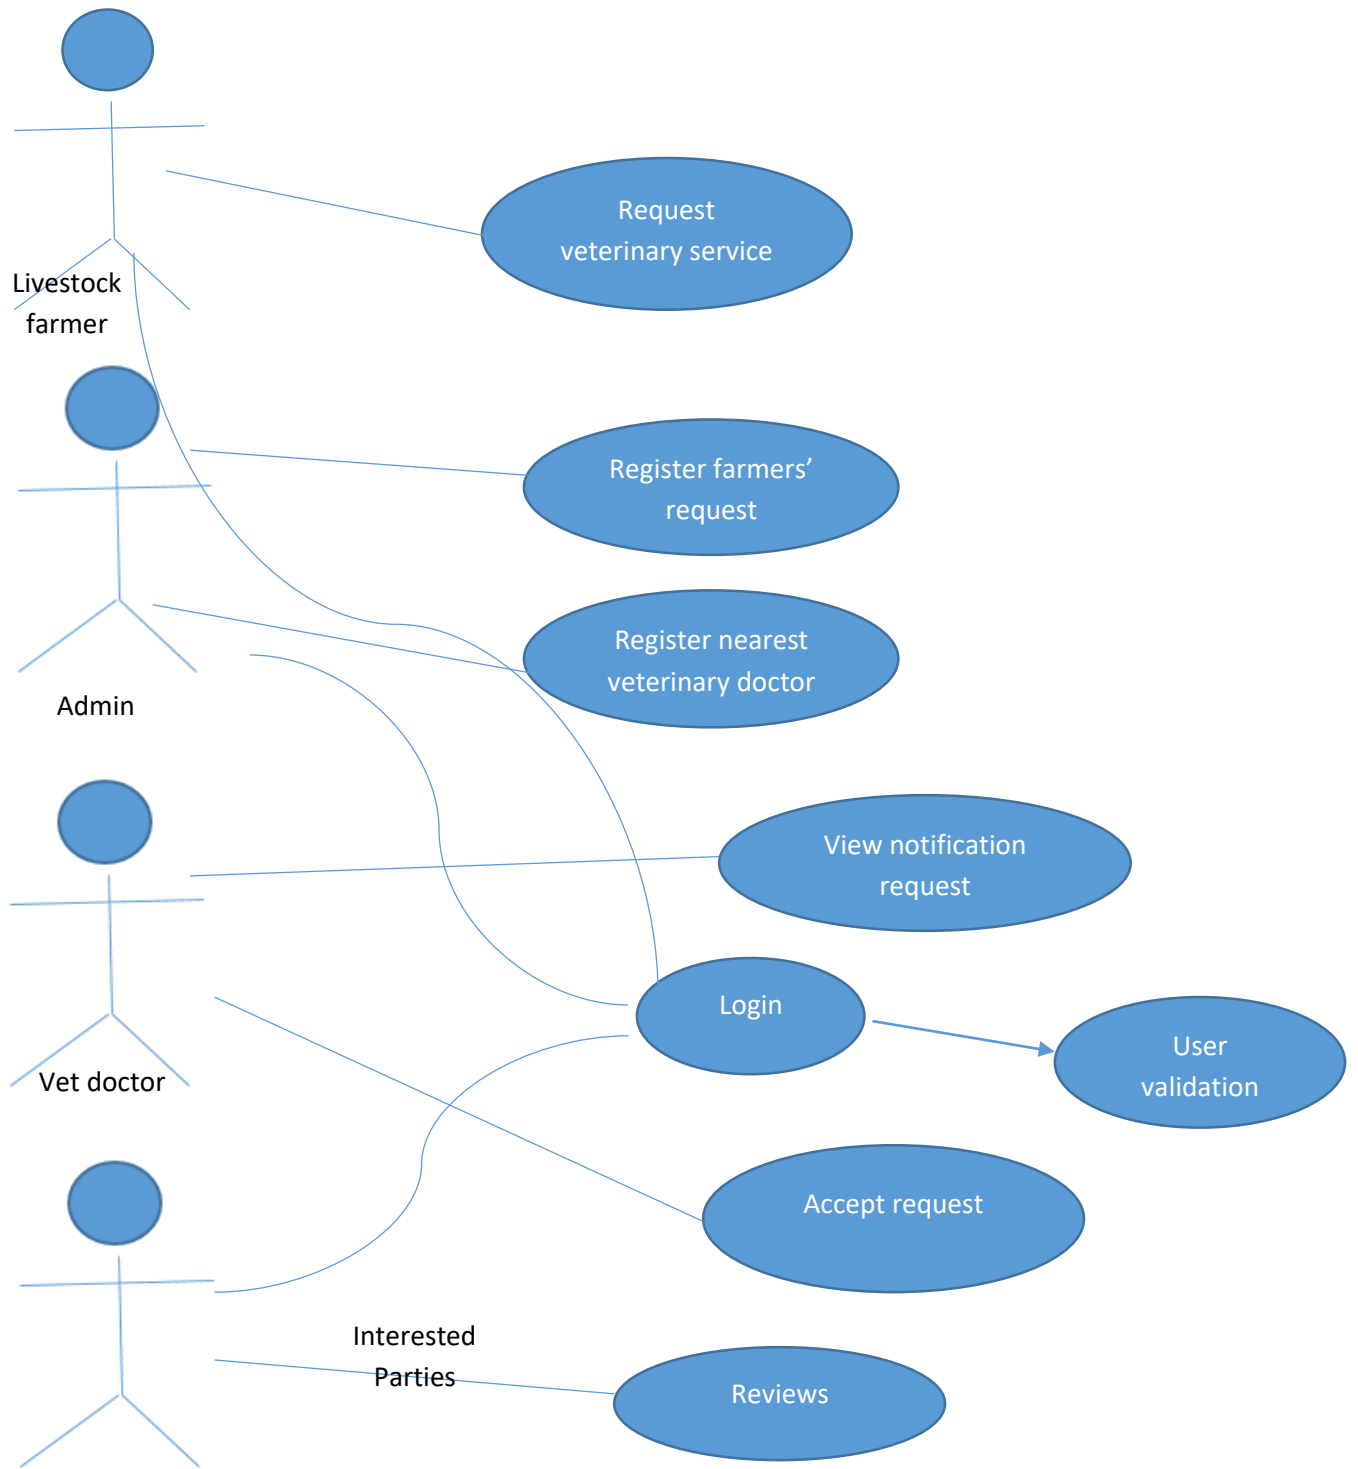 Request
veterinary service
Livestock
farmer
Register farmers’
request
Register nearest
veterinary doctor
Admin
View notification
request
Login
User
validation
Vet doctor
Accept request
Interested
Parties
Reviews